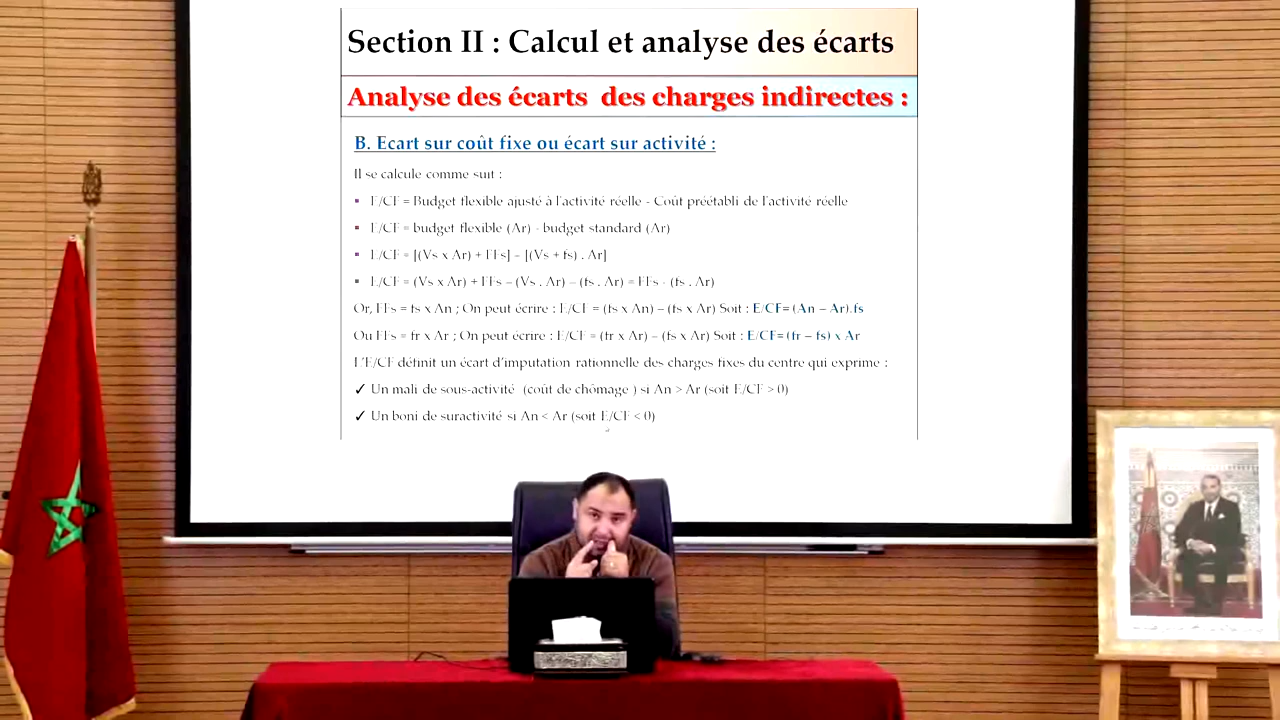 Section II : Calcul et analyse des écarts
Analyse des écarts des charges indirectes :
B. Ecart sur coût fixe ou écart sur activité :
Il se calcule comme suit :
▪ E/CF = Budget flexible ajusté à l'activité réelle - Coût préétabli de l'activité réelle
▪ E/CF = budget flexible (Ar) - budget standard (Ar)
▪ E/CF = [(Vs x Ar) + FFs] – [(Vs + fs) . Ar]
▪ E/CF = (Vs x Ar) + FFs – (Vs . Ar) – (fs . Ar) = FFs - (fs . Ar)
Or, FFs = fs x An ; On peut écrire : E/CF = (fs x An) – (fs x Ar) Soit : E/CF= (An – Ar).fs
Ou FFs = fr x Ar ; On peut écrire : E/CF = (fr x Ar) – (fs x Ar) Soit : E/CF= (fr – fs) x Ar
L'E/CF définit un écart d'imputation rationnelle des charges fixes du centre qui exprime :
✓ Un mali de sous-activité (coût de chômage ) si An > Ar (soit E/CF > 0)
✓ Un boni de suractivité si An < Ar (soit E/CF < 0)